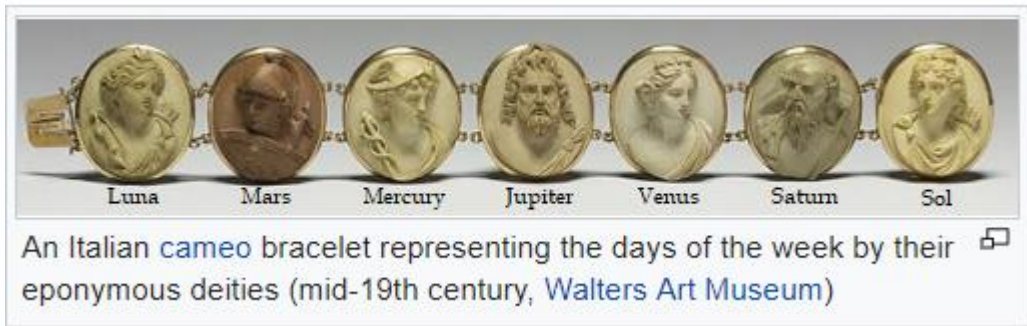 Luna Mars Mercury Jupiter Venus Saturn Sol
An Italian cameo bracelet representing the days of the week by their
eponymous deities (mid-19th century, Walters Art Museum)